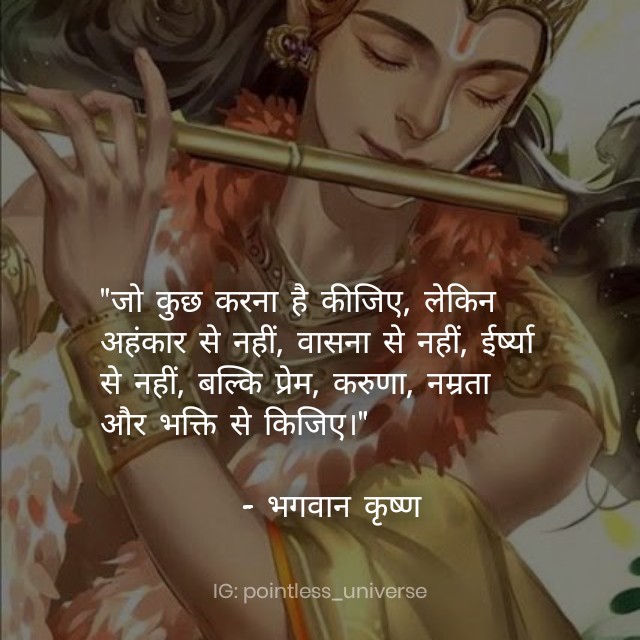 "जो कुछ करना है कीजिए, लेकिन
अहंकार से नहीं, वासना से नहीं, ईर्ष्या
से नहीं, बल्कि प्रेम, करुणा, नम्रता
और भक्ति से किजिए।"
- भगवान कृष्ण
IG: pointless_universe